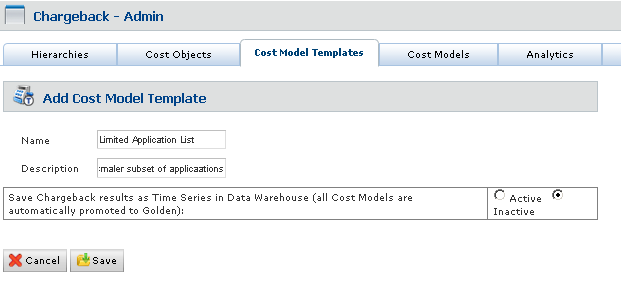 Chargeback - Admin
Hierarchies Cost Objects Cost Model Templates Cost Models Analytics
Add Cost Model Template
Name Limited Application List
Description maler subset of applicaations
Save Chargeback results as Time Series in Data Warehouse (all Cost Models are
automatically promoted to Golden):
Active
Inactive
Cancel Save